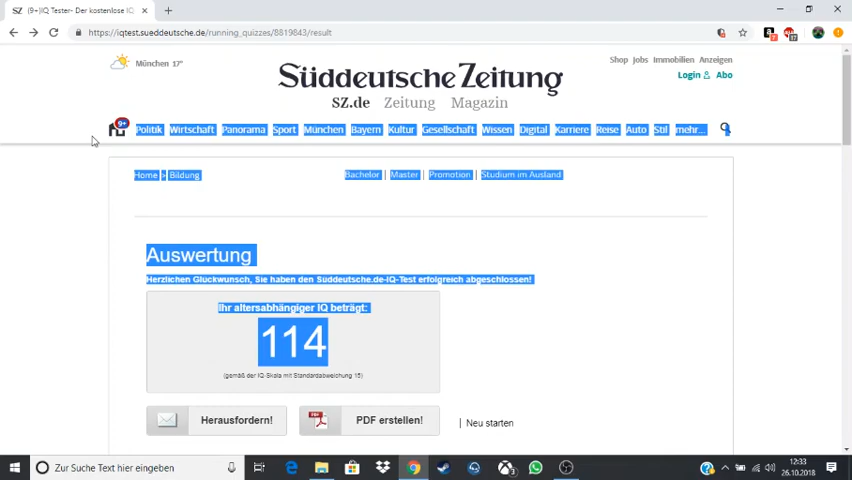 (9+)IQ Tester- Der kostenlose IQ
https://iqtest.sueddeutsche.de/running_quizzes/8819843/result
München 17°
Shop Jobs Immobilien Anzeigen
Süddeutsche Zeitung
Login Abo
SZ.de Zeitung Magazin
9+
Politik Wirtschaft Panorama Sport München Bayern Kultur Gesellschaft Wissen Digital Karriere Reise Auto Stil mehr...
Home > Bildung
Bachelor | Master | Promotion | Studium im Ausland
Auswertung
Herzlichen Glückwunsch, Sie haben den Süddeutsche.de-IQ-Test erfolgreich abgeschlossen!
Ihr altersabhängiger IQ beträgt:
114
(gemäß der IQ-Skala mit Standardabweichung 15)
Herausfordern!
PDF erstellen!
| Neu starten
Zur Suche Text hier eingeben
12:33
26.10.2018